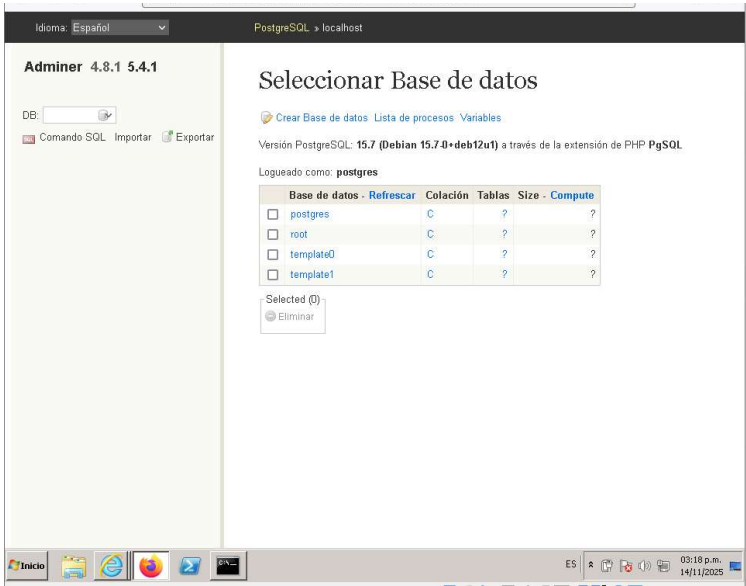 Idioma: Español
PostgreSQL » localhost
Adminer 4.8.1 5.4.1
DB:
Comando SQL Importar Exportar
Seleccionar Base de datos
Crear Base de datos Lista de procesos Variables
Versión PostgreSQL: 15.7 (Debian 15.7-0+deb12u1) a través de la extensión de PHP PgSQL
Logueado como: postgres
Base de datos - Refrescar Colación Tablas Size - Compute
postgres C ? ?
root C ? ?
template0 C ? ?
template1 C ? ?
Selected (0)
Eliminar
Inicio
ES
03:18 p.m.
14/11/2025